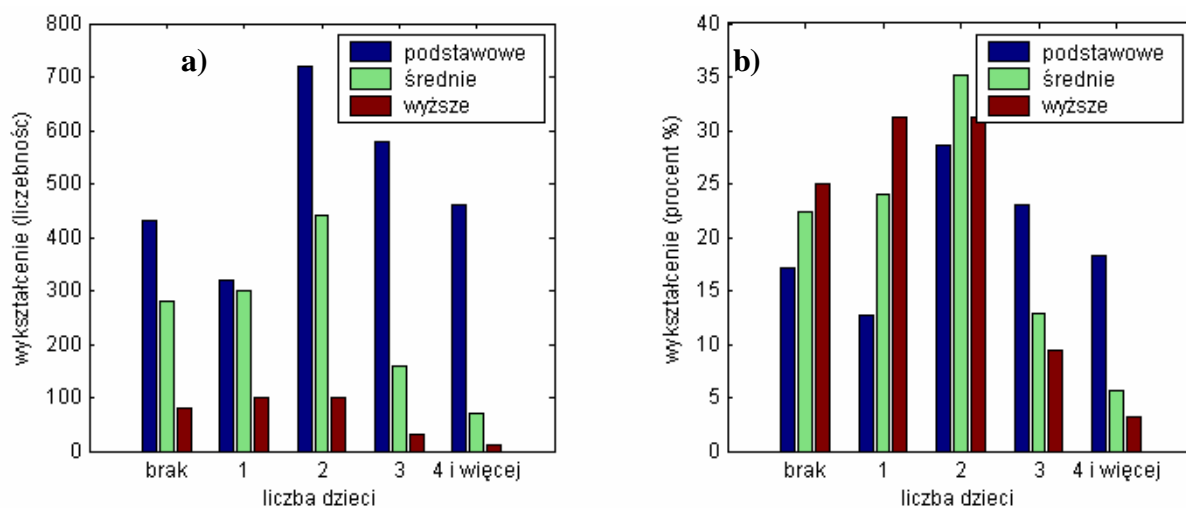 a)
podstawowe
średnie
wyższe
800
700
600
500
400
300
200
100
0
wykształcenie (liczebnośc)
brak 1 2 3 4 i więcej
liczba dzieci
b)
podstawowe
średnie
wyższe
40
35
30
25
20
15
10
5
0
wykształcenie (procent %)
brak 1 2 3 4 i więcej
liczba dzieci